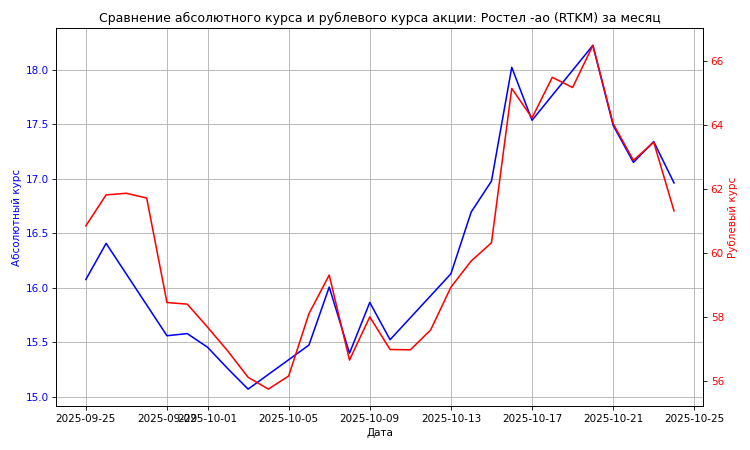 Сравнение абсолютного курса и рублевого курса акции: Ростел -ао (RTKM) за месяц
18.0
17.5
17.0
16.5
16.0
15.5
15.0
Абсолютный курс
66
64
62
60
58
56
Рублевый курс
2025-09-25 2025-09-29 2025-10-01 2025-10-05 2025-10-09 2025-10-13 2025-10-17 2025-10-21 2025-10-25
Дата